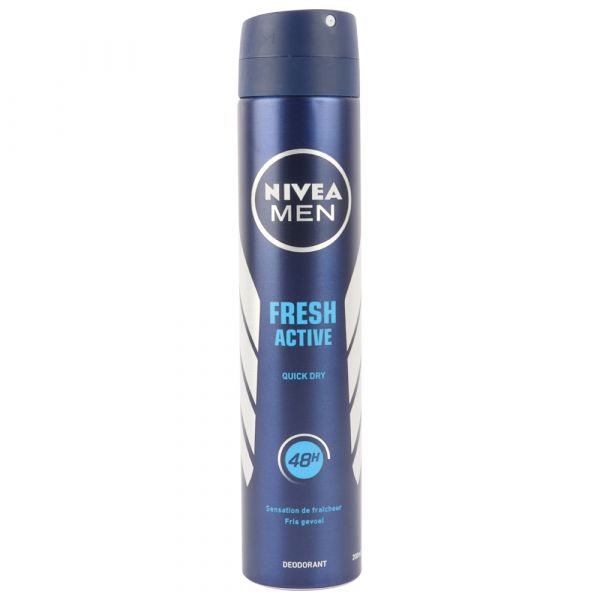 NIVEA
MEN
FRESH
ACTIVE
QUICK DRY
48H
Sensation de fraîcheur
Fris gevoel
DEODORANT